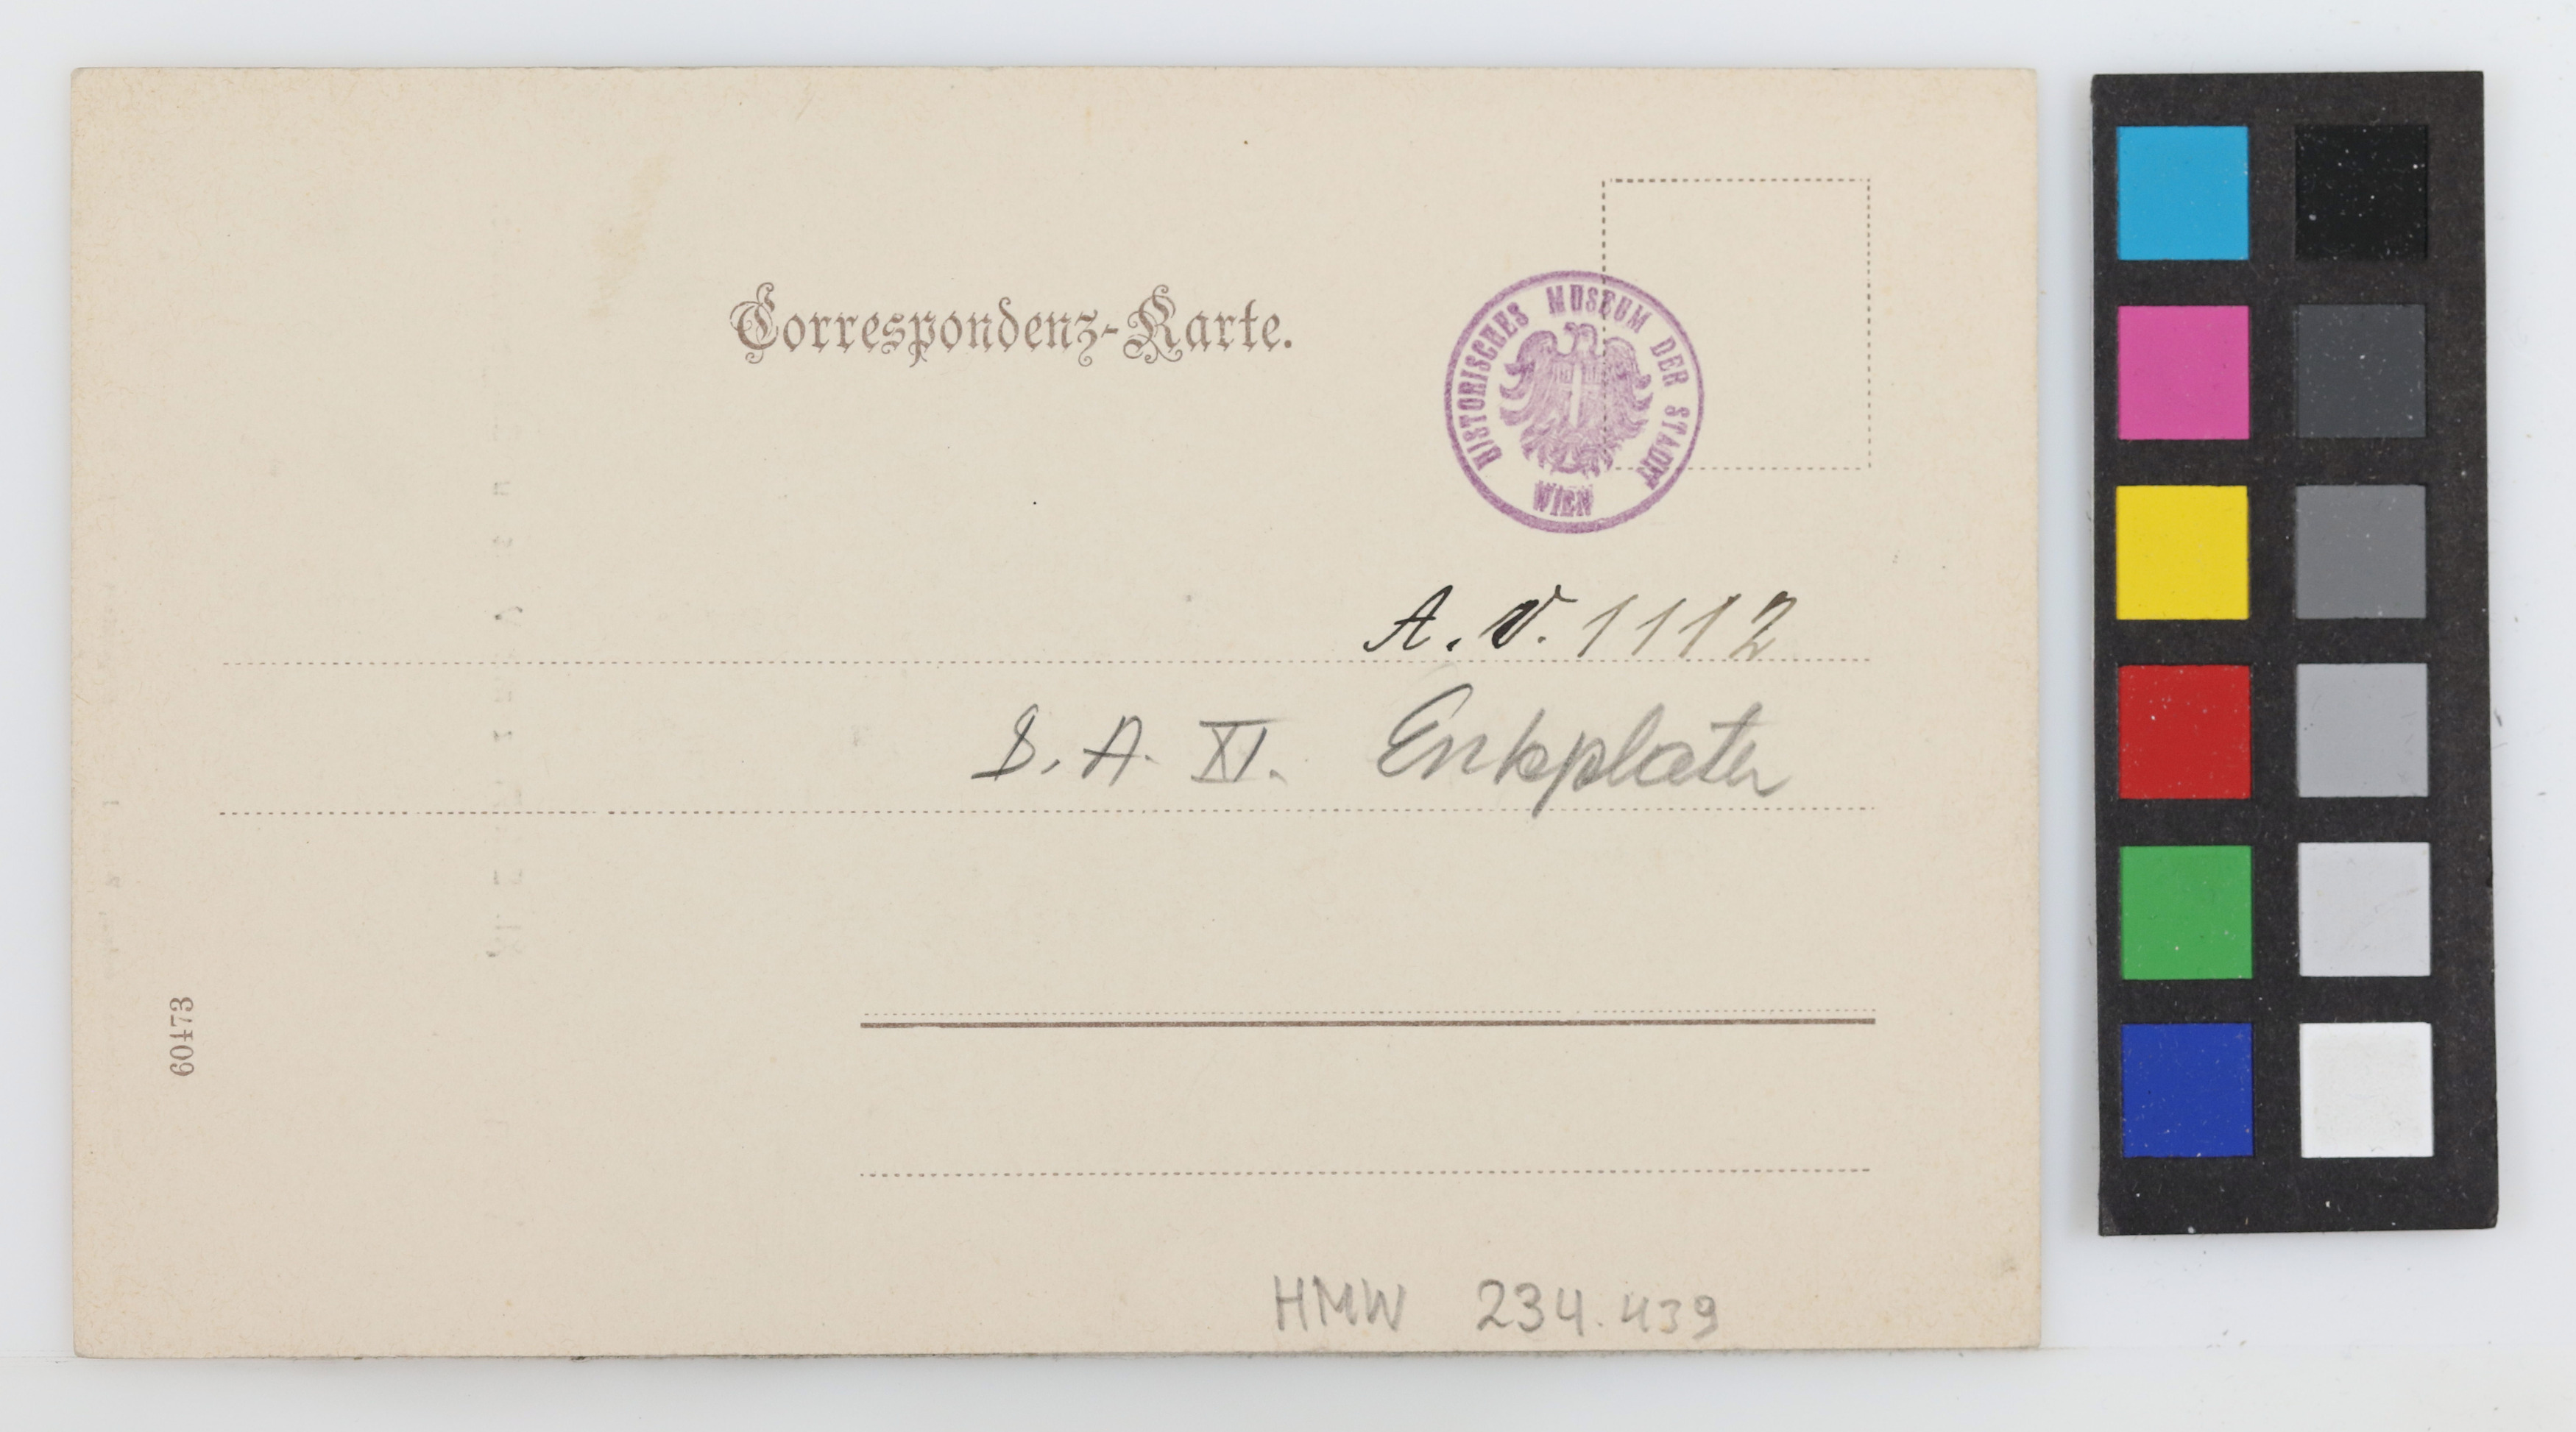 Correspondenz-Karte.
HISTORISCHES MUSEUM DER STADT
WIEN
A. V. 1112
B. A. XI. Enkplatz
60473
HMW 234.439